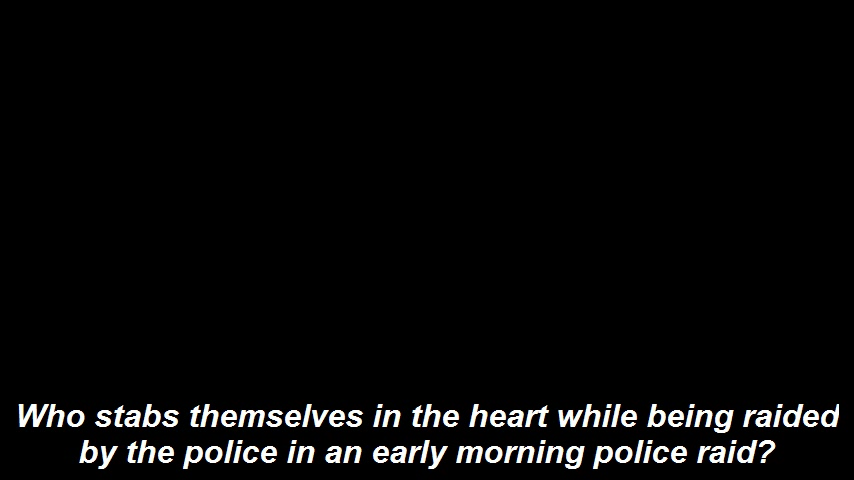 Who stabs themselves in the heart while being raided
by the police in an early morning police raid?